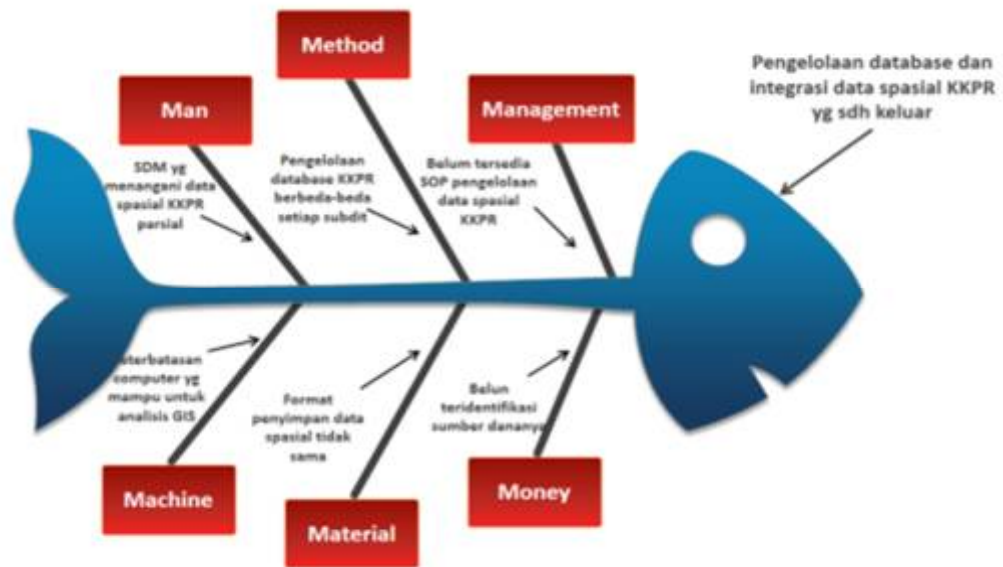 Method
Man
Management
Pengelolaan database dan
integrasi data spasial KKPR
yg sdh keluar
SDM yg
menangani data
spasial KKPR
parsial
Pengelolaan
database KKPR
berbeda-beda
setiap subdit
Belum tersedia
SOP pengelolaan
data spasial
KKPR
eterbatasan
computer yg
mampu untuk
analisis GIS
Format
penyimpan data
spasial tidak
sama
Belun
teridentifikasi
sumber dananya
Machine
Material
Money